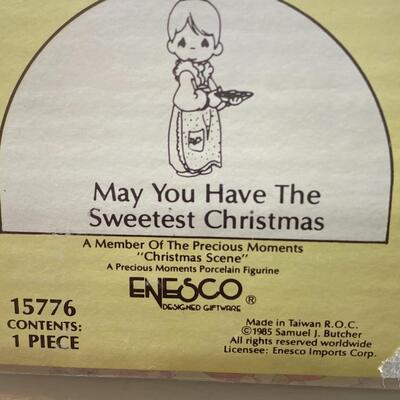 May You Have The
Sweetest Christmas
A Member Of The Precious Moments
"Christmas Scene"
A Precious Moments Porcelain Figurine
ENESCO ®
DESIGNED GIFTWARE
15776
CONTENTS:
1 PIECE
Made in Taiwan R.O.C.
©1985 Samuel J. Butcher
All rights reserved worldwide
Licensee: Enesco Imports Corp.